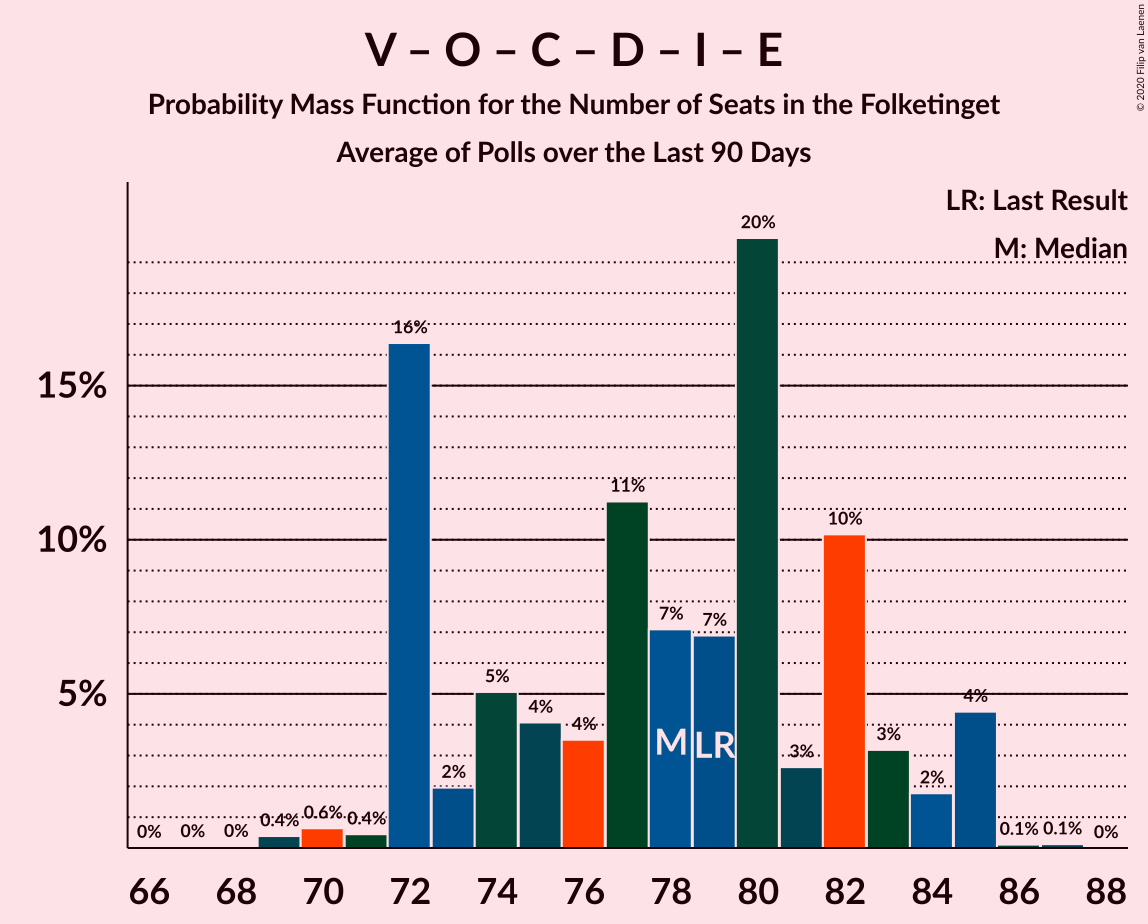 V – O – C – D – I – E
Probability Mass Function for the Number of Seats in the Folketinget
Average of Polls over the Last 90 Days
© 2020 Filip van Laenen
LR: Last Result
M: Median
15%
10%
5%
0%
0%
0%
0.4%
0.6%
0.4%
16%
2%
5%
4%
4%
11%
7%
7%
20%
3%
10%
3%
2%
4%
0.1%
0.1%
0%
M
LR
66 68 70 72 74 76 78 80 82 84 86 88